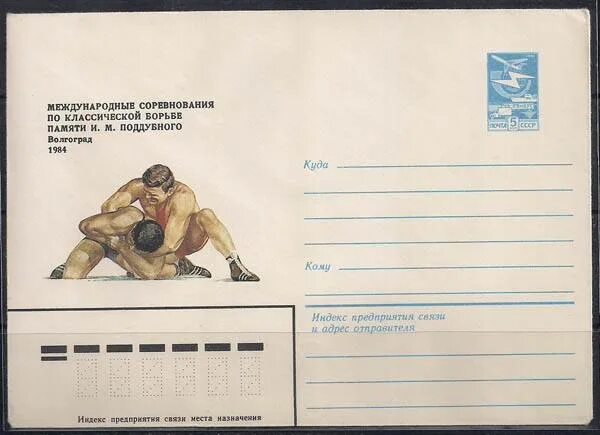 МЕЖДУНАРОДНЫЕ СОРЕВНОВАНИЯ
ПО КЛАССИЧЕСКОЙ БОРЬБЕ
ПАМЯТИ И. М. ПОДДУБНОГО
Волгоград
1984
ПОЧТА 5 СССР
Куда
Кому
Индекс предприятия связи
и адрес отправителя
Индекс предприятия связи места назначения